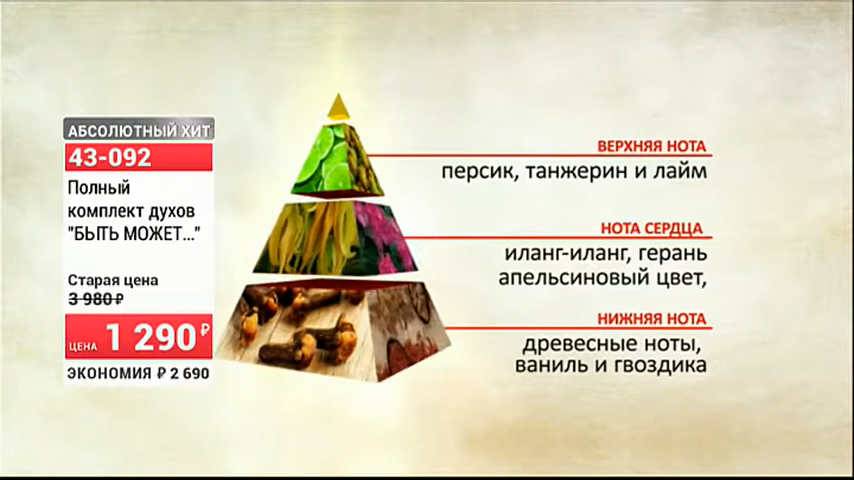 АБСОЛЮТНЫЙ ХИТ
43-092
Полный
комплект духов
"БЫТЬ МОЖЕТ..."
Старая цена
3 980 ₽
ЦЕНА 1 290 ₽
ЭКОНОМИЯ ₽ 2 690
ВЕРХНЯЯ НОТА
персик, танжерин и лайм
НОТА СЕРДЦА
иланг-иланг, герань
апельсиновый цвет,
НИЖНЯЯ НОТА
древесные ноты,
ваниль и гвоздика